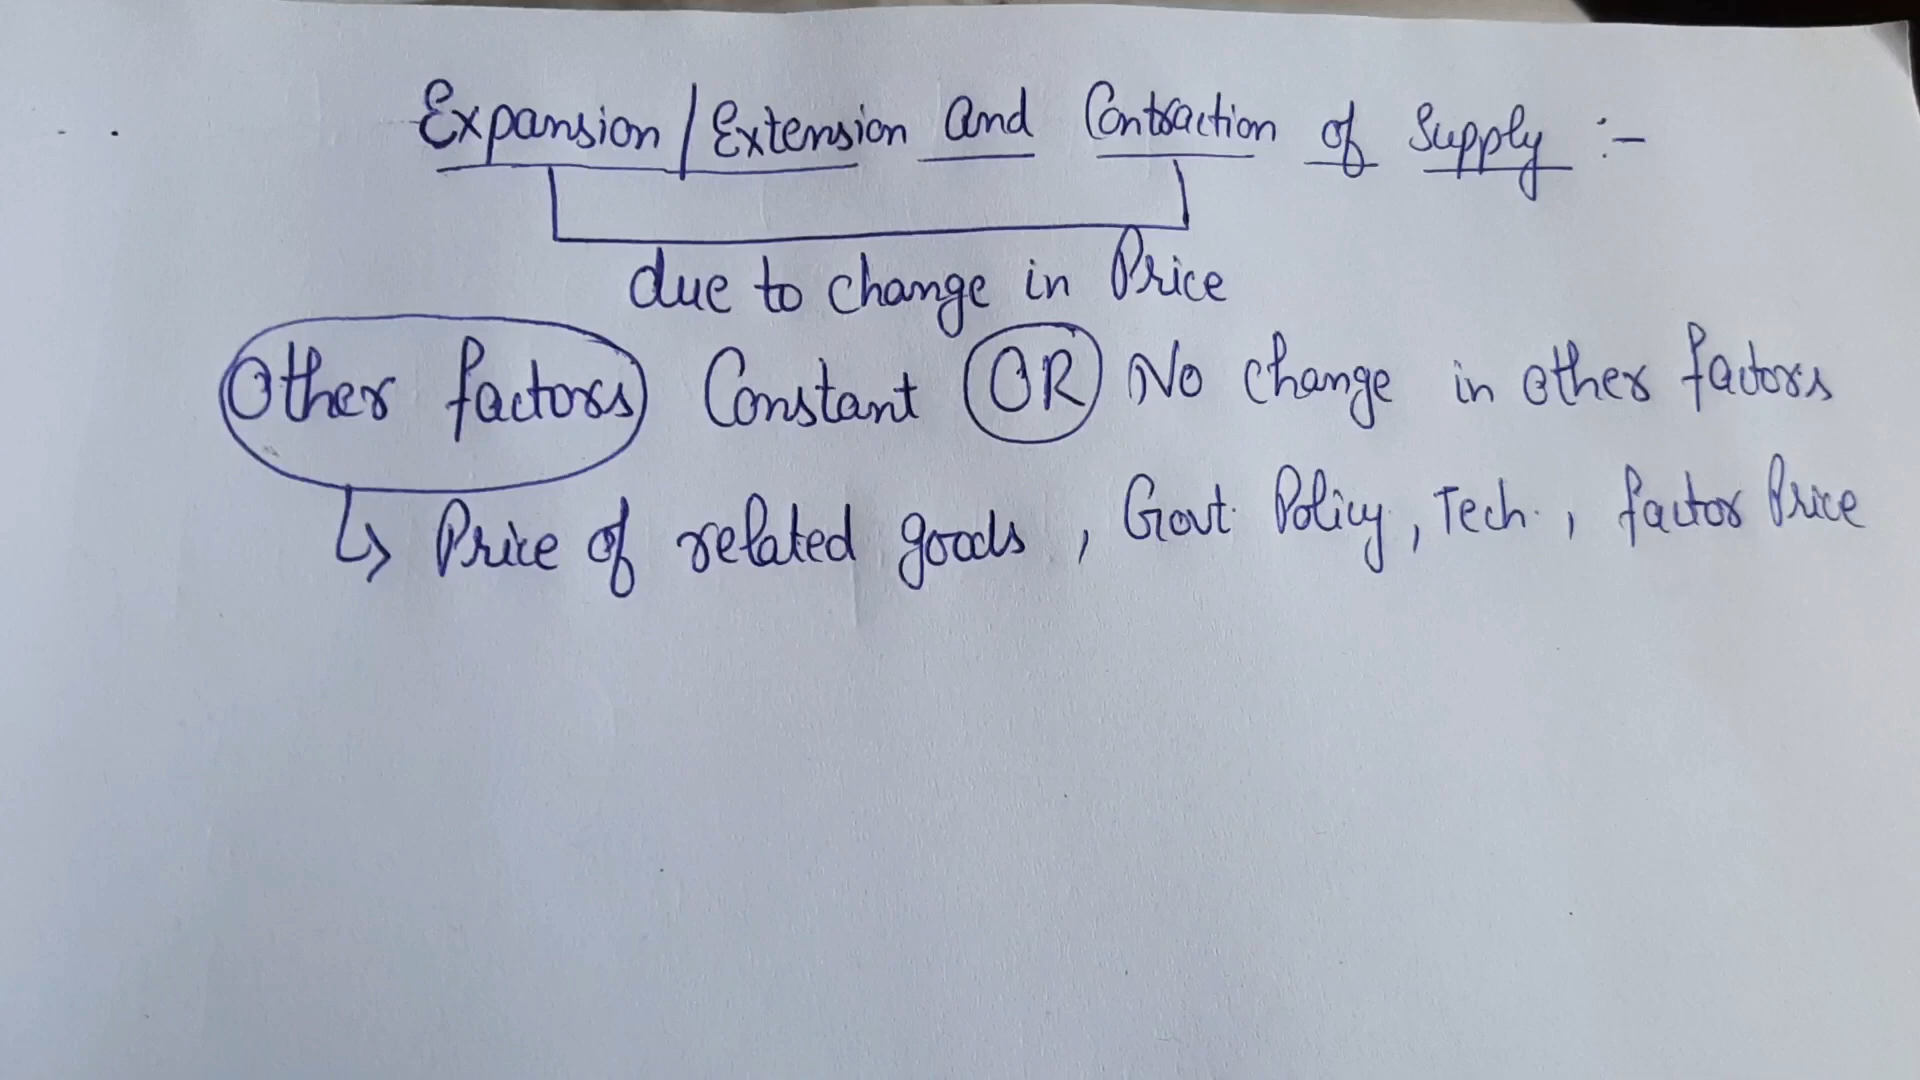 Expansion/Extension and Contraction of Supply :-
due to change in Price
Other factors Constant OR No change in other factors
↳ Price of related goods, Govt. Policy, Tech., factor Price